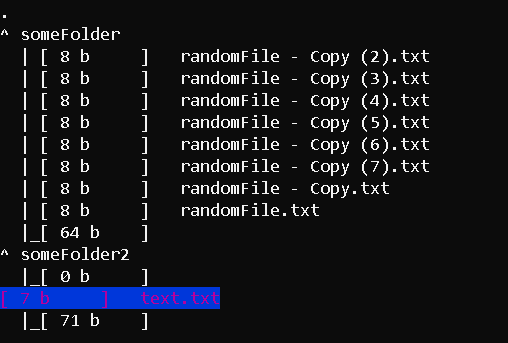 .
^ someFolder
  | [ 8 b     ]   randomFile - Copy (2).txt
  | [ 8 b     ]   randomFile - Copy (3).txt
  | [ 8 b     ]   randomFile - Copy (4).txt
  | [ 8 b     ]   randomFile - Copy (5).txt
  | [ 8 b     ]   randomFile - Copy (6).txt
  | [ 8 b     ]   randomFile - Copy (7).txt
  | [ 8 b     ]   randomFile - Copy.txt
  | [ 8 b     ]   randomFile.txt
  |_[ 64 b    ]
^ someFolder2
  |_[ 0 b     ]
[ 7 b     ]   text.txt
  |_[ 71 b    ]